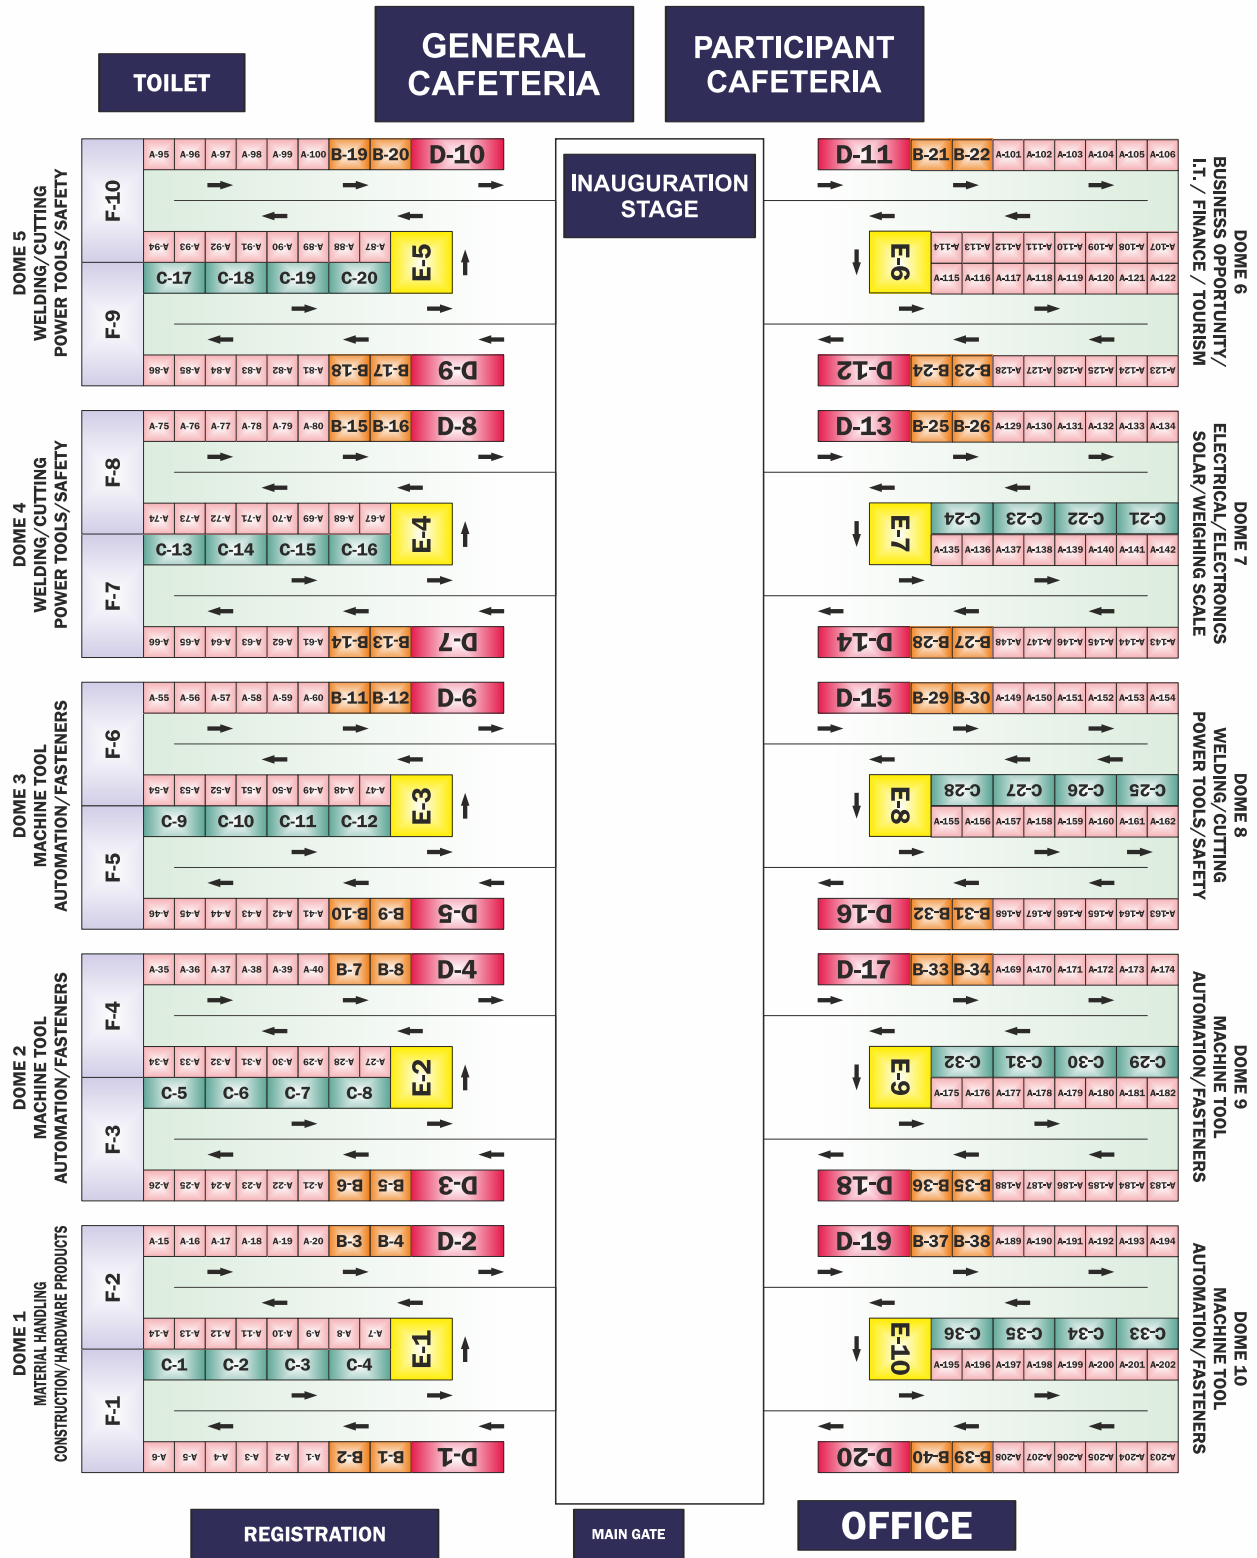 GENERAL
CAFETERIA
PARTICIPANT
CAFETERIA
TOILET
INAUGURATION
STAGE
DOME 5
WELDING/CUTTING
POWER TOOLS/SAFETY
F-10
F-9
A-95 A-96 A-97 A-98 A-99 A-100 B-19 B-20 D-10
A-94 A-93 A-92 A-91 A-90 A-89 A-88 A-87 E-5
C-17 C-18 C-19 C-20
A-86 A-85 A-84 A-83 A-82 A-81 B-18 B-17 D-9
DOME 4
WELDING/CUTTING
POWER TOOLS/SAFETY
F-8
F-7
A-75 A-76 A-77 A-78 A-79 A-80 B-15 B-16 D-8
A-74 A-73 A-72 A-71 A-70 A-69 A-68 A-67 E-4
C-13 C-14 C-15 C-16
A-66 A-65 A-64 A-63 A-62 A-61 B-14 B-13 D-7
DOME 3
MACHINE TOOL
AUTOMATION/FASTENERS
F-6
F-5
A-55 A-56 A-57 A-58 A-59 A-60 B-11 B-12 D-6
A-54 A-53 A-52 A-51 A-50 A-49 A-48 A-47 E-3
C-9 C-10 C-11 C-12
A-46 A-45 A-44 A-43 A-42 A-41 B-10 B-9 D-5
DOME 2
MACHINE TOOL
AUTOMATION/FASTENERS
F-4
F-3
A-35 A-36 A-37 A-38 A-39 A-40 B-7 B-8 D-4
A-34 A-33 A-32 A-31 A-30 A-29 A-28 A-27 E-2
C-5 C-6 C-7 C-8
A-26 A-25 A-24 A-23 A-22 A-21 B-6 B-5 D-3
DOME 1
MATERIAL HANDLING
CONSTRUCTION/HARDWARE PRODUCTS
F-2
F-1
A-15 A-16 A-17 A-18 A-19 A-20 B-3 B-4 D-2
A-14 A-13 A-12 A-11 A-10 A-9 A-8 A-7 E-1
C-1 C-2 C-3 C-4
A-6 A-5 A-4 A-3 A-2 A-1 B-2 B-1 D-1
DOME 6
BUSINESS OPPORTUNITY/
I.T. / FINANCE / TOURISM
D-11 B-21 B-22 A-101 A-102 A-103 A-104 A-105 A-106
E-6 A-114 A-113 A-112 A-111 A-110 A-109 A-108 A-107
A-115 A-116 A-117 A-118 A-119 A-120 A-121 A-122
D-12 B-24 B-23 A-128 A-127 A-126 A-125 A-124 A-123
DOME 7
ELECTRICAL/ELECTRONICS
SOLAR/WEIGHING SCALE
D-13 B-25 B-26 A-129 A-130 A-131 A-132 A-133 A-134
E-7 C-24 C-23 C-22 C-21
A-135 A-136 A-137 A-138 A-139 A-140 A-141 A-142
D-14 B-28 B-27 A-148 A-147 A-146 A-145 A-144 A-143
DOME 8
WELDING/CUTTING
POWER TOOLS/SAFETY
D-15 B-29 B-30 A-149 A-150 A-151 A-152 A-153 A-154
E-8 C-28 C-27 C-26 C-25
A-155 A-156 A-157 A-158 A-159 A-160 A-161 A-162
D-16 B-32 B-31 A-168 A-167 A-166 A-165 A-164 A-163
DOME 9
MACHINE TOOL
AUTOMATION/FASTENERS
D-17 B-33 B-34 A-169 A-170 A-171 A-172 A-173 A-174
E-9 C-32 C-31 C-30 C-29
A-175 A-176 A-177 A-178 A-179 A-180 A-181 A-182
D-18 B-36 B-35 A-188 A-187 A-186 A-185 A-184 A-183
DOME 10
MACHINE TOOL
AUTOMATION/FASTENERS
D-19 B-37 B-38 A-189 A-190 A-191 A-192 A-193 A-194
E-10 C-36 C-35 C-34 C-33
A-195 A-196 A-197 A-198 A-199 A-200 A-201 A-202
D-20 B-40 B-39 A-208 A-207 A-206 A-205 A-204 A-203
REGISTRATION
MAIN GATE
OFFICE